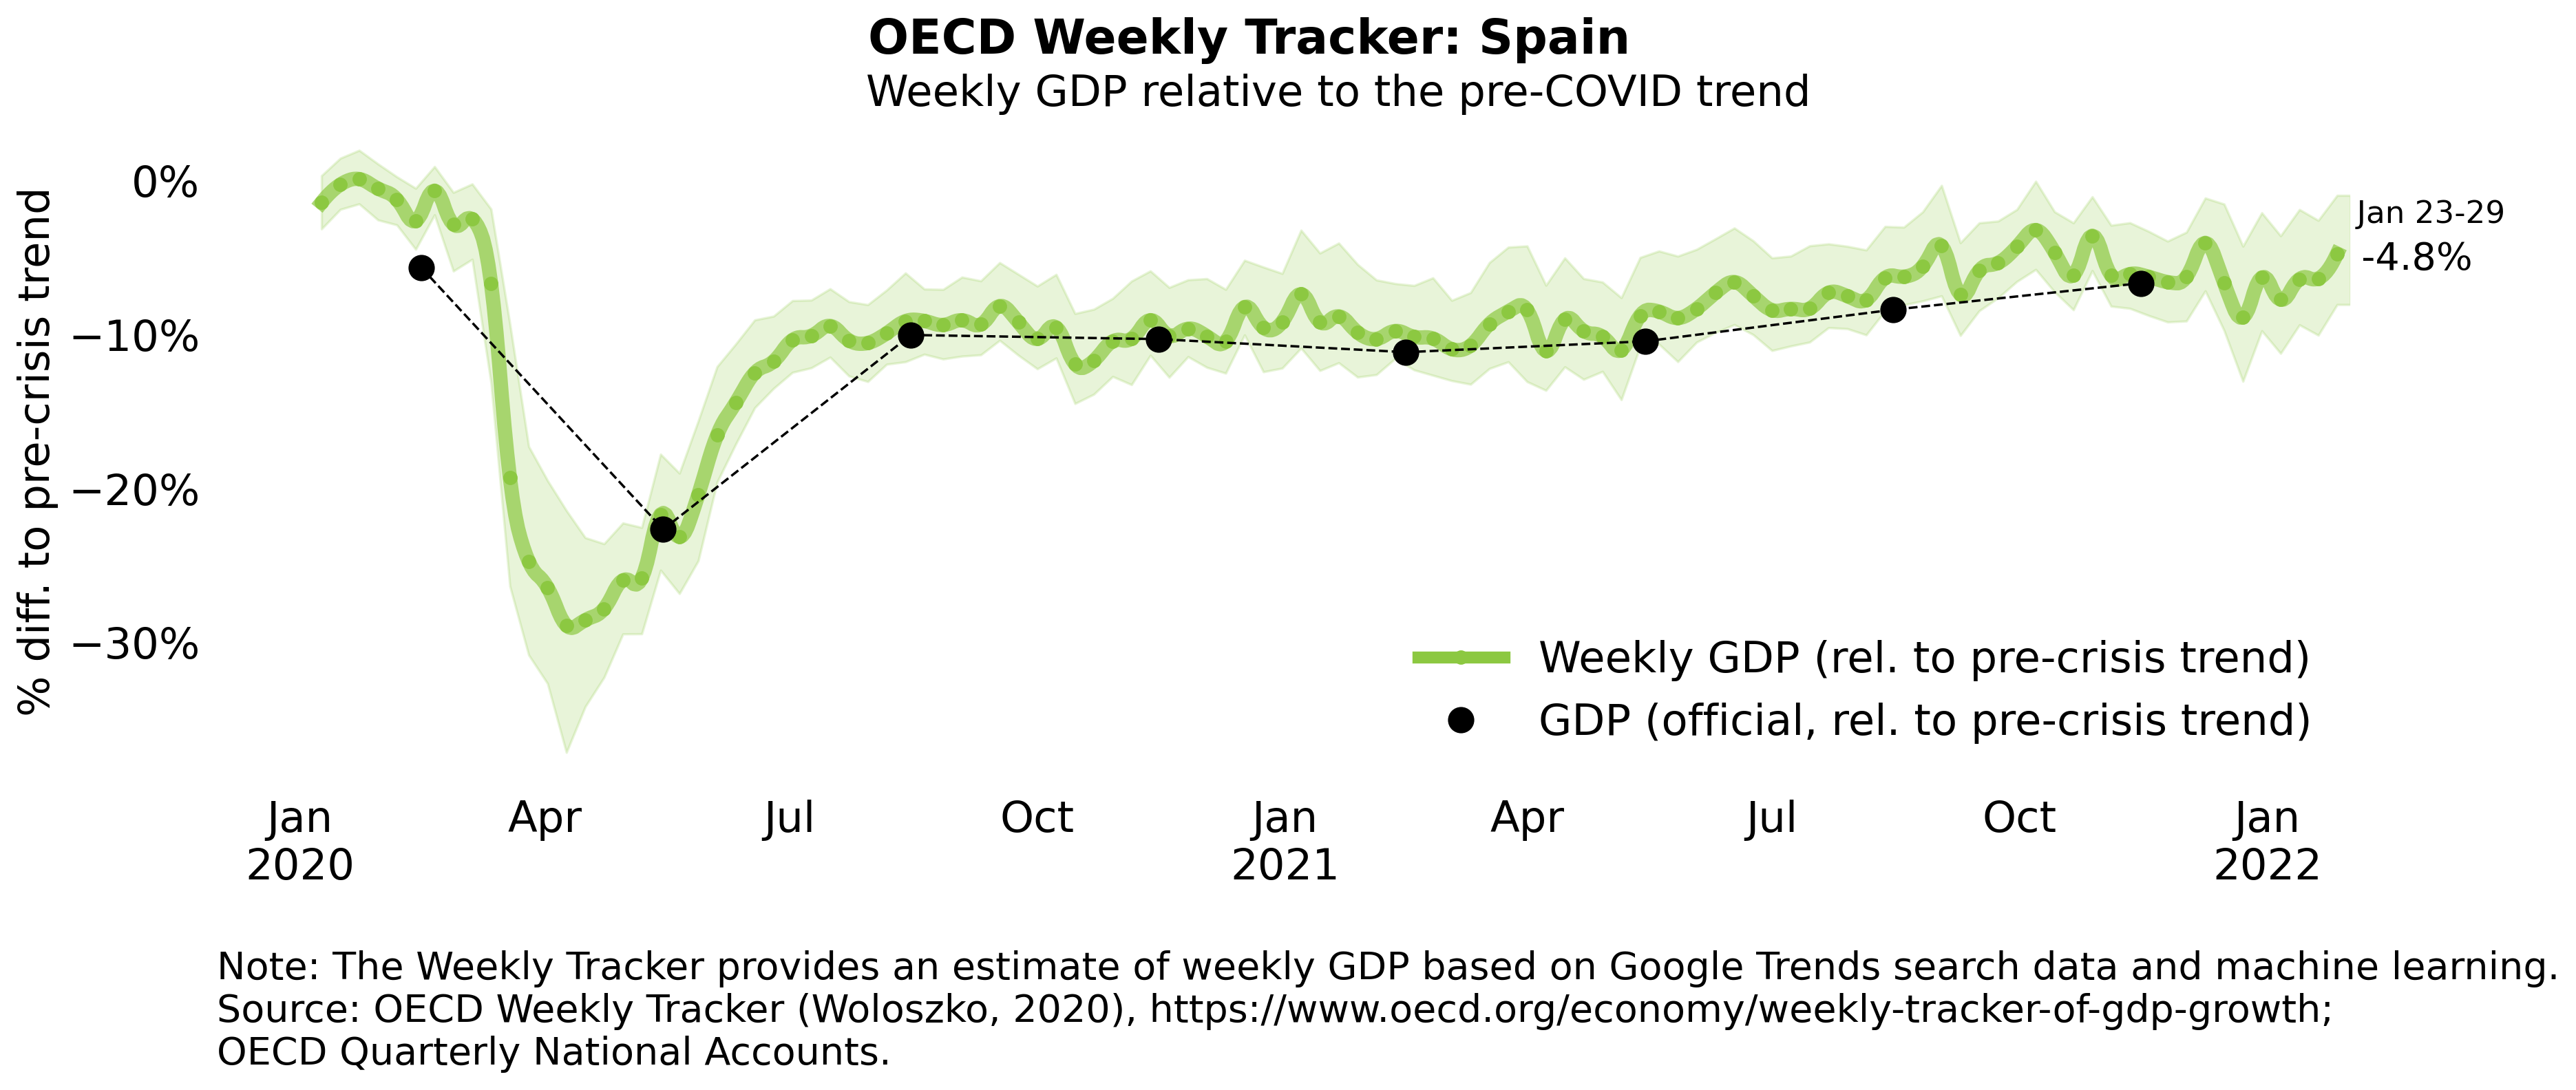 OECD Weekly Tracker: Spain
Weekly GDP relative to the pre-COVID trend
% diff. to pre-crisis trend
0%
−10%
−20%
−30%
Jan 23-29
-4.8%
Weekly GDP (rel. to pre-crisis trend)
GDP (official, rel. to pre-crisis trend)
Jan Apr Jul Oct Jan Apr Jul Oct Jan
2020 2021 2022
Note: The Weekly Tracker provides an estimate of weekly GDP based on Google Trends search data and machine learning.
Source: OECD Weekly Tracker (Woloszko, 2020), https://www.oecd.org/economy/weekly-tracker-of-gdp-growth;
OECD Quarterly National Accounts.